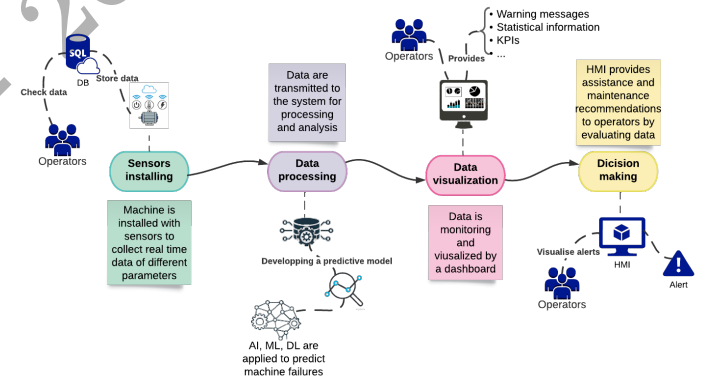 • Warning messages
• Statistical information
• KPIs
• ...
Operators
Provides
SQL
DB
Store data
Check data
Operators
Data are
transmitted to
the system for
processing
and analysis
HMI provides
assistance and
maintenance
recommendations
to operators by
evaluating data
Sensors
installing
Data
processing
Data
visualization
Dicision
making
Machine is
installed with
sensors to
collect real time
data of different
parameters
Data is
monitoring
and
viusalized by
a dashboard
Developping a predictive model
AI, ML, DL are
applied to predict
machine failures
Visualise alerts
HMI
Alert
Operators